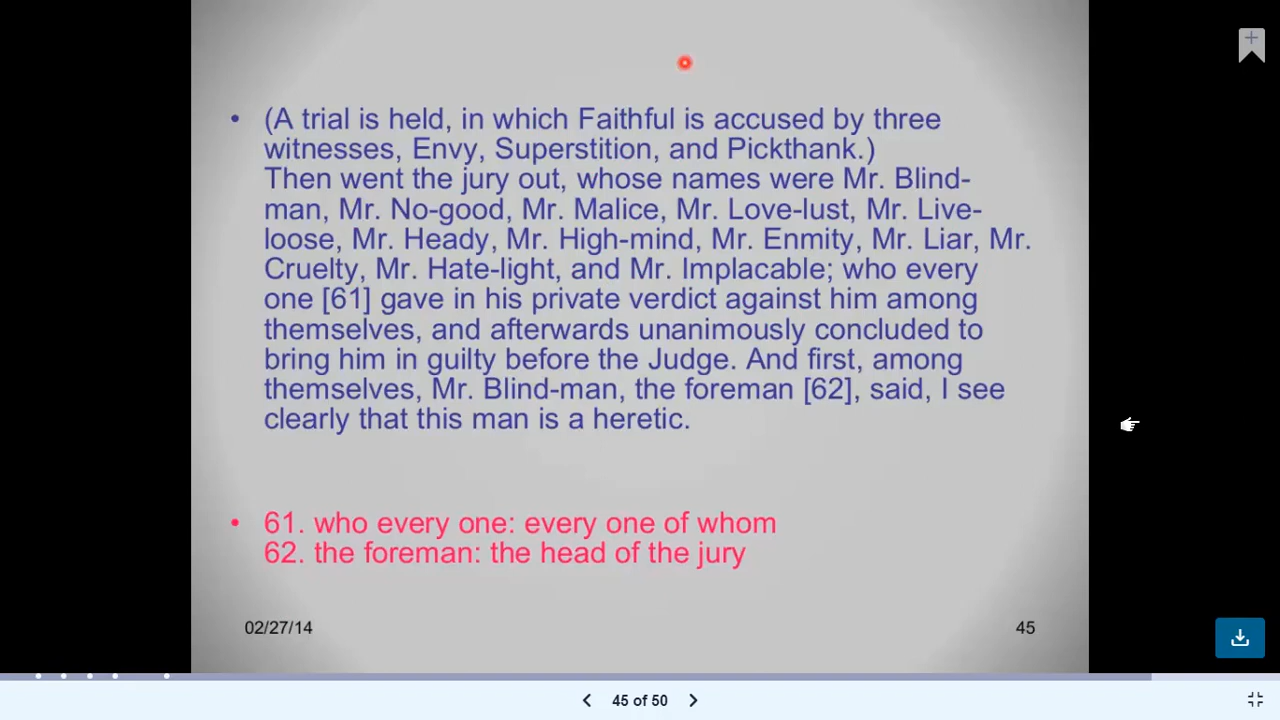 • (A trial is held, in which Faithful is accused by three
witnesses, Envy, Superstition, and Pickthank.)
Then went the jury out, whose names were Mr. Blind-
man, Mr. No-good, Mr. Malice, Mr. Love-lust, Mr. Live-
loose, Mr. Heady, Mr. High-mind, Mr. Enmity, Mr. Liar, Mr.
Cruelty, Mr. Hate-light, and Mr. Implacable; who every
one [61] gave in his private verdict against him among
themselves, and afterwards unanimously concluded to
bring him in guilty before the Judge. And first, among
themselves, Mr. Blind-man, the foreman [62], said, I see
clearly that this man is a heretic.
• 61. who every one: every one of whom
62. the foreman: the head of the jury
02/27/14
45
45 of 50